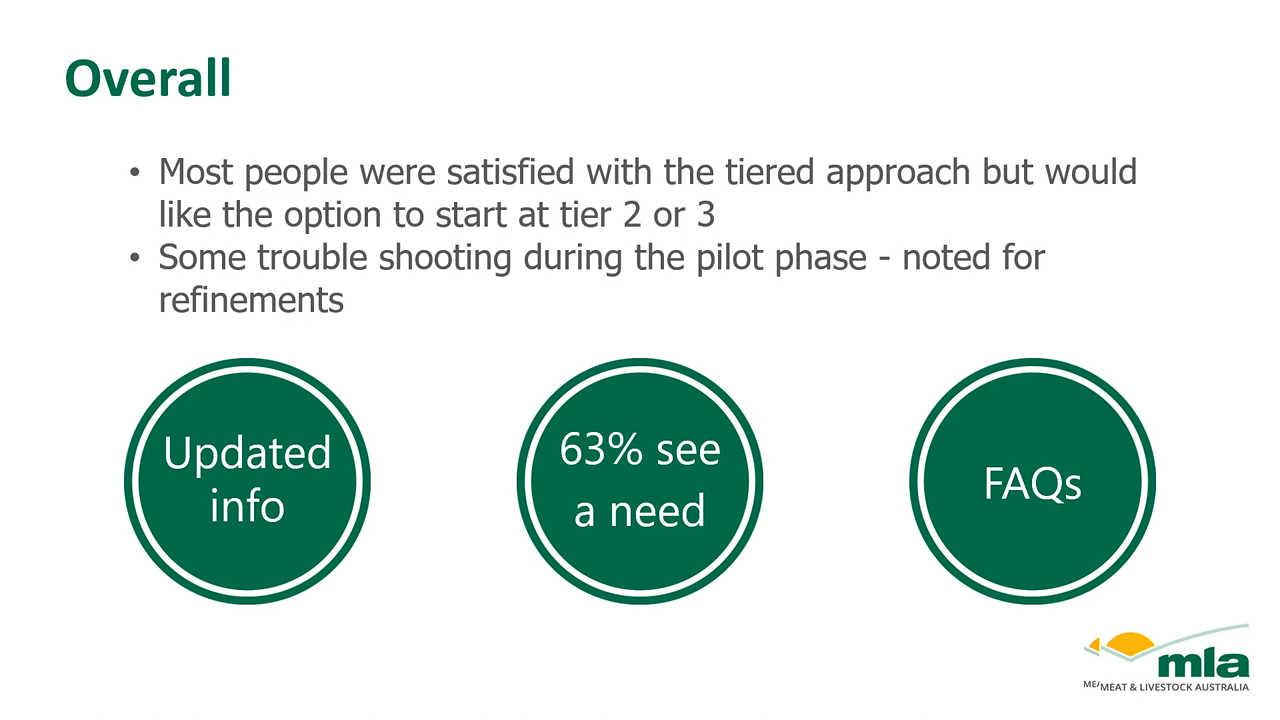 Overall
• Most people were satisfied with the tiered approach but would
like the option to start at tier 2 or 3
• Some trouble shooting during the pilot phase - noted for
refinements
Updated
info
63% see
a need
FAQs
mla
MEAT & LIVESTOCK AUSTRALIA